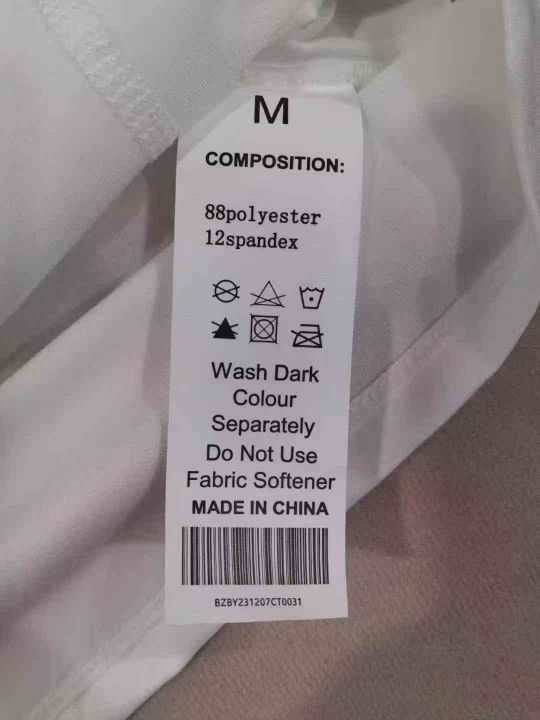 M
COMPOSITION:
88polyester
12spandex
Wash Dark
Colour
Separately
Do Not Use
Fabric Softener
MADE IN CHINA
BZBY231207CT0031